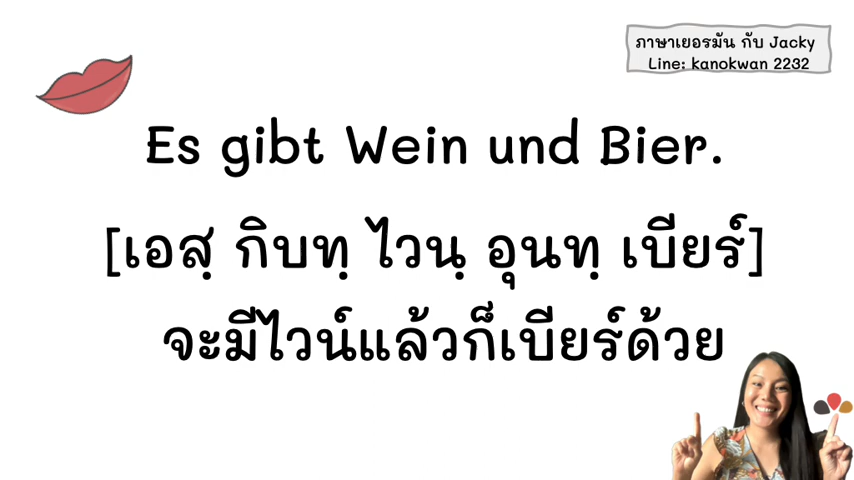 ภาษาเยอรมัน กับ Jacky
Line: kanokwan 2232
Es gibt Wein und Bier.
[เอสฺ กิบทฺ ไวนฺ อุนทฺ เบียร์]
จะมีไวน์แล้วก็เบียร์ด้วย